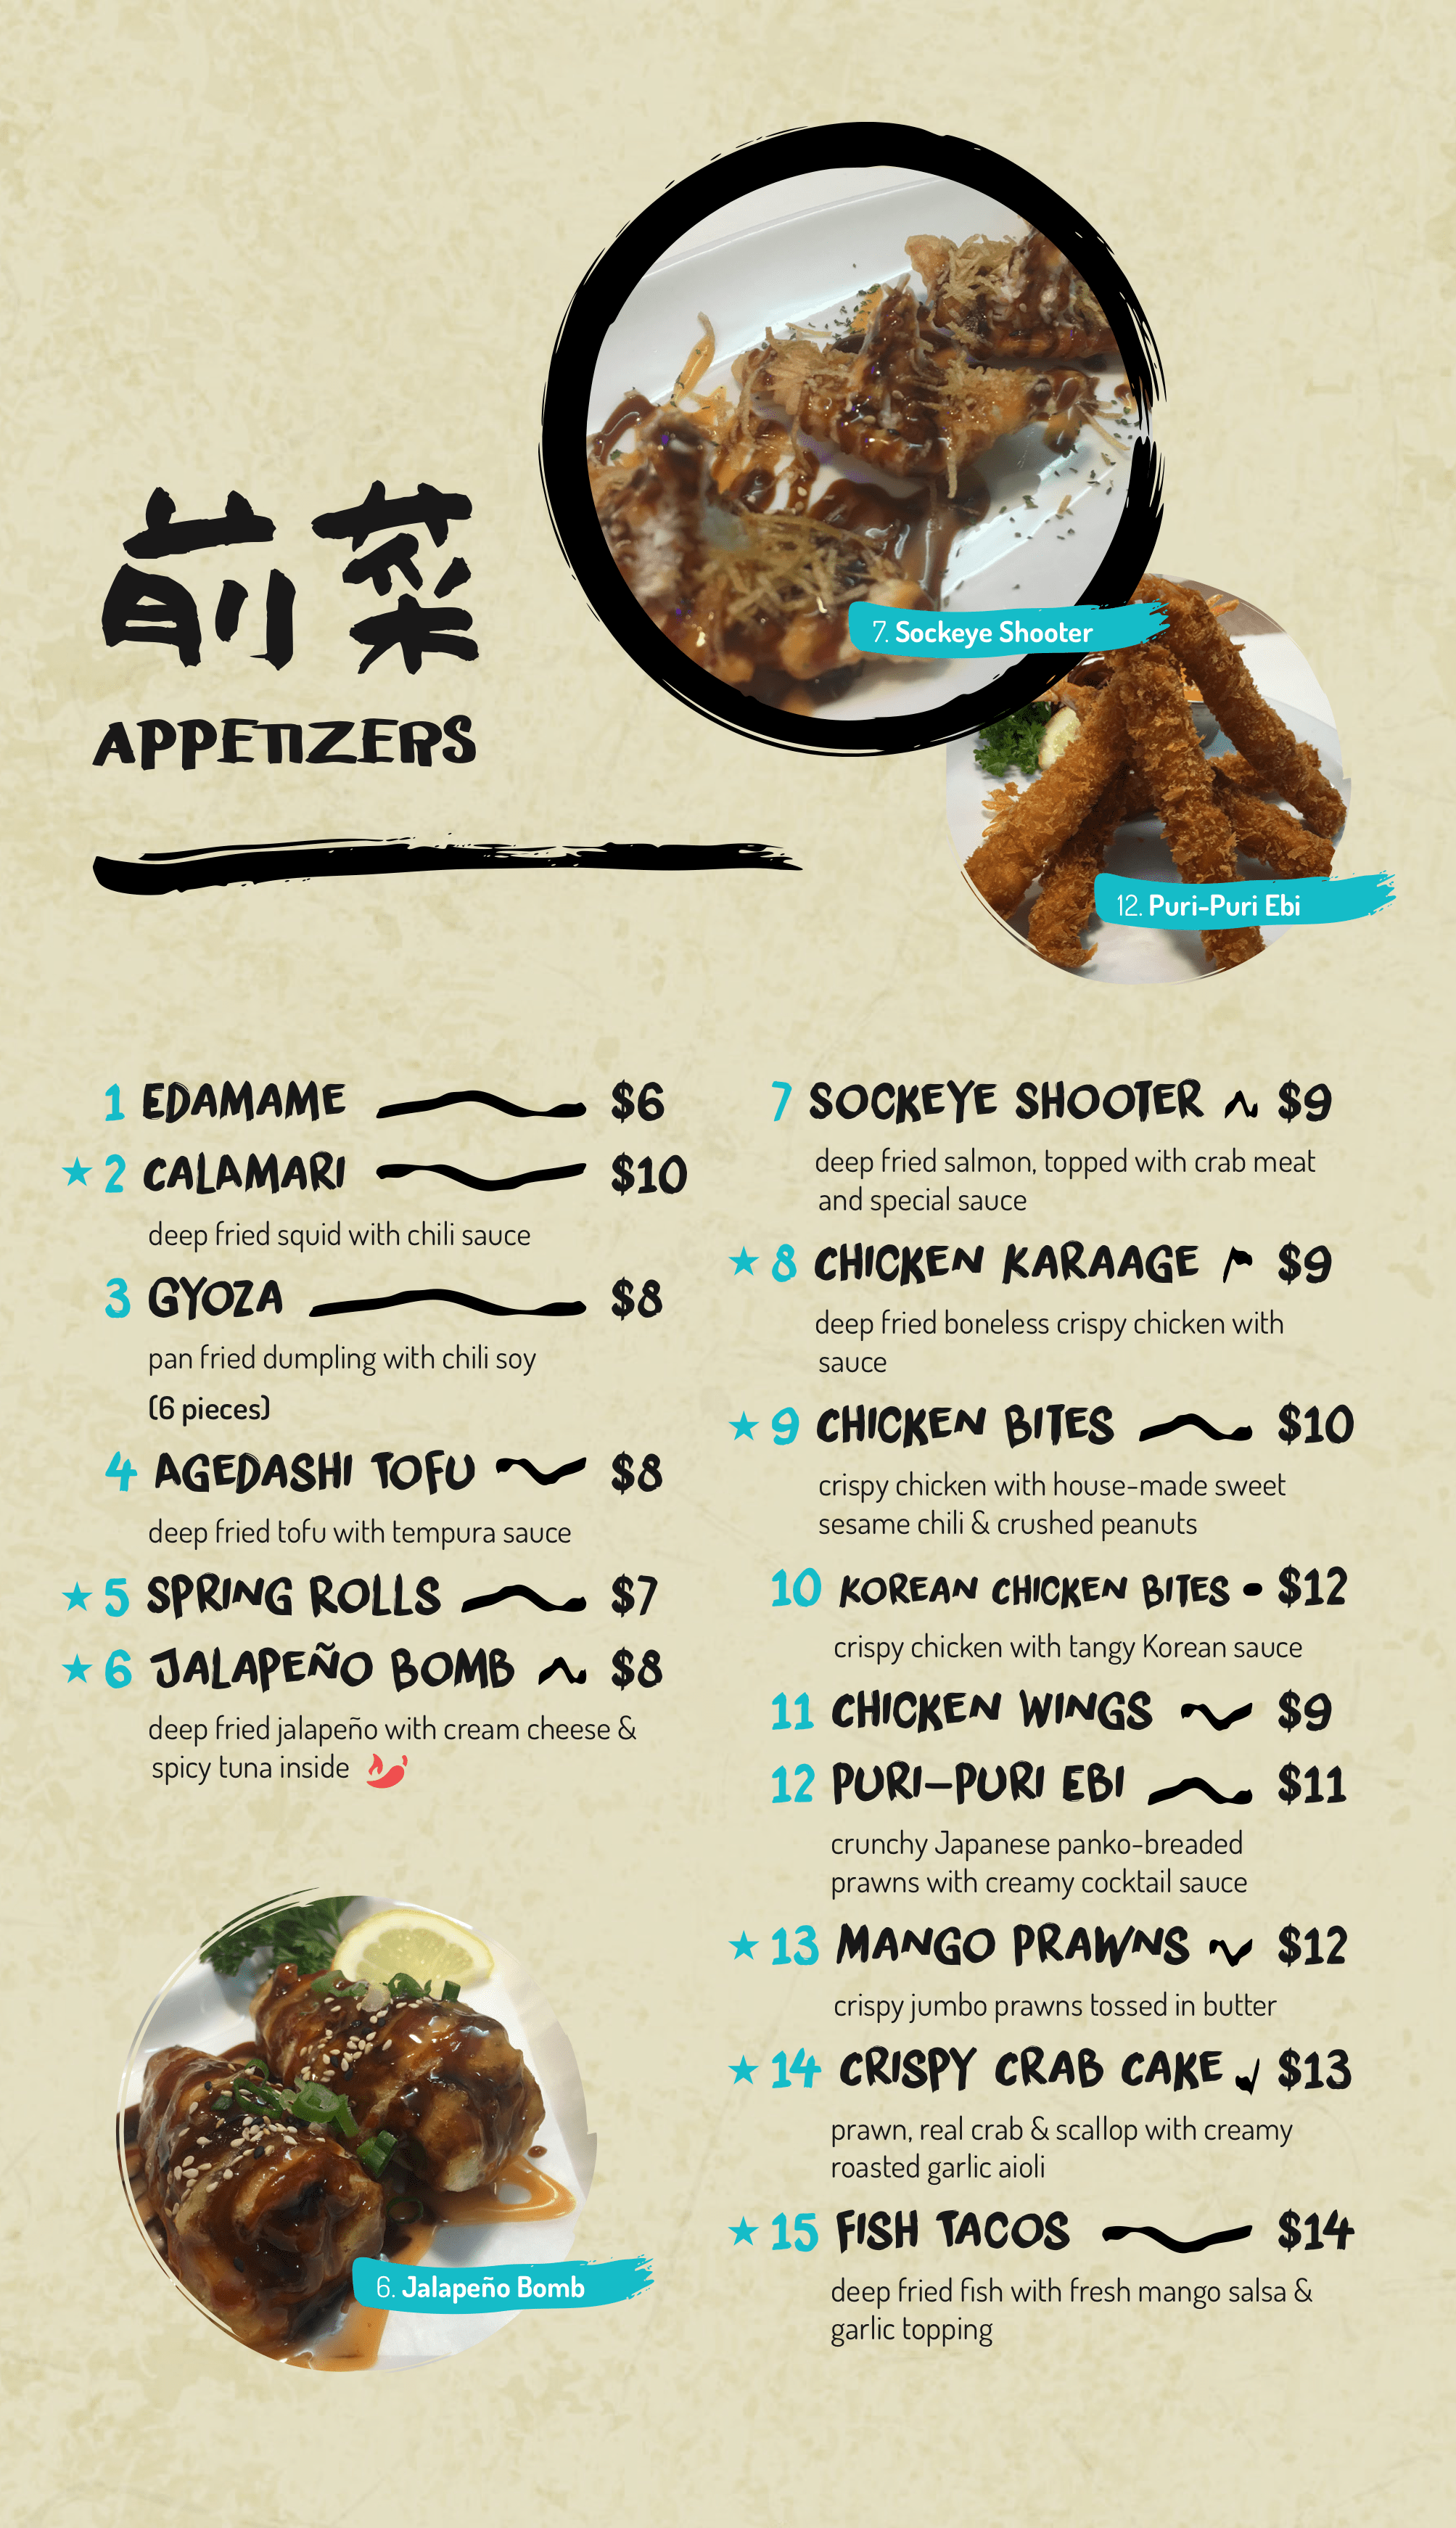 前菜
APPETIZERS
7. Sockeye Shooter
12. Puri-Puri Ebi
1 EDAMAME $6
★ 2 CALAMARI $10
deep fried squid with chili sauce
3 GYOZA $8
pan fried dumpling with chili soy
(6 pieces)
4 AGEDASHI TOFU $8
deep fried tofu with tempura sauce
★ 5 SPRING ROLLS $7
★ 6 JALAPEÑO BOMB $8
deep fried jalapeño with cream cheese &
spicy tuna inside
6. Jalapeño Bomb
7 SOCKEYE SHOOTER $9
deep fried salmon, topped with crab meat
and special sauce
★ 8 CHICKEN KARAAGE $9
deep fried boneless crispy chicken with
sauce
★ 9 CHICKEN BITES $10
crispy chicken with house-made sweet
sesame chili & crushed peanuts
10 KOREAN CHICKEN BITES $12
crispy chicken with tangy Korean sauce
11 CHICKEN WINGS $9
12 PURI-PURI EBI $11
crunchy Japanese panko-breaded
prawns with creamy cocktail sauce
★ 13 MANGO PRAWNS $12
crispy jumbo prawns tossed in butter
★ 14 CRISPY CRAB CAKE $13
prawn, real crab & scallop with creamy
roasted garlic aioli
★ 15 FISH TACOS $14
deep fried fish with fresh mango salsa &
garlic topping